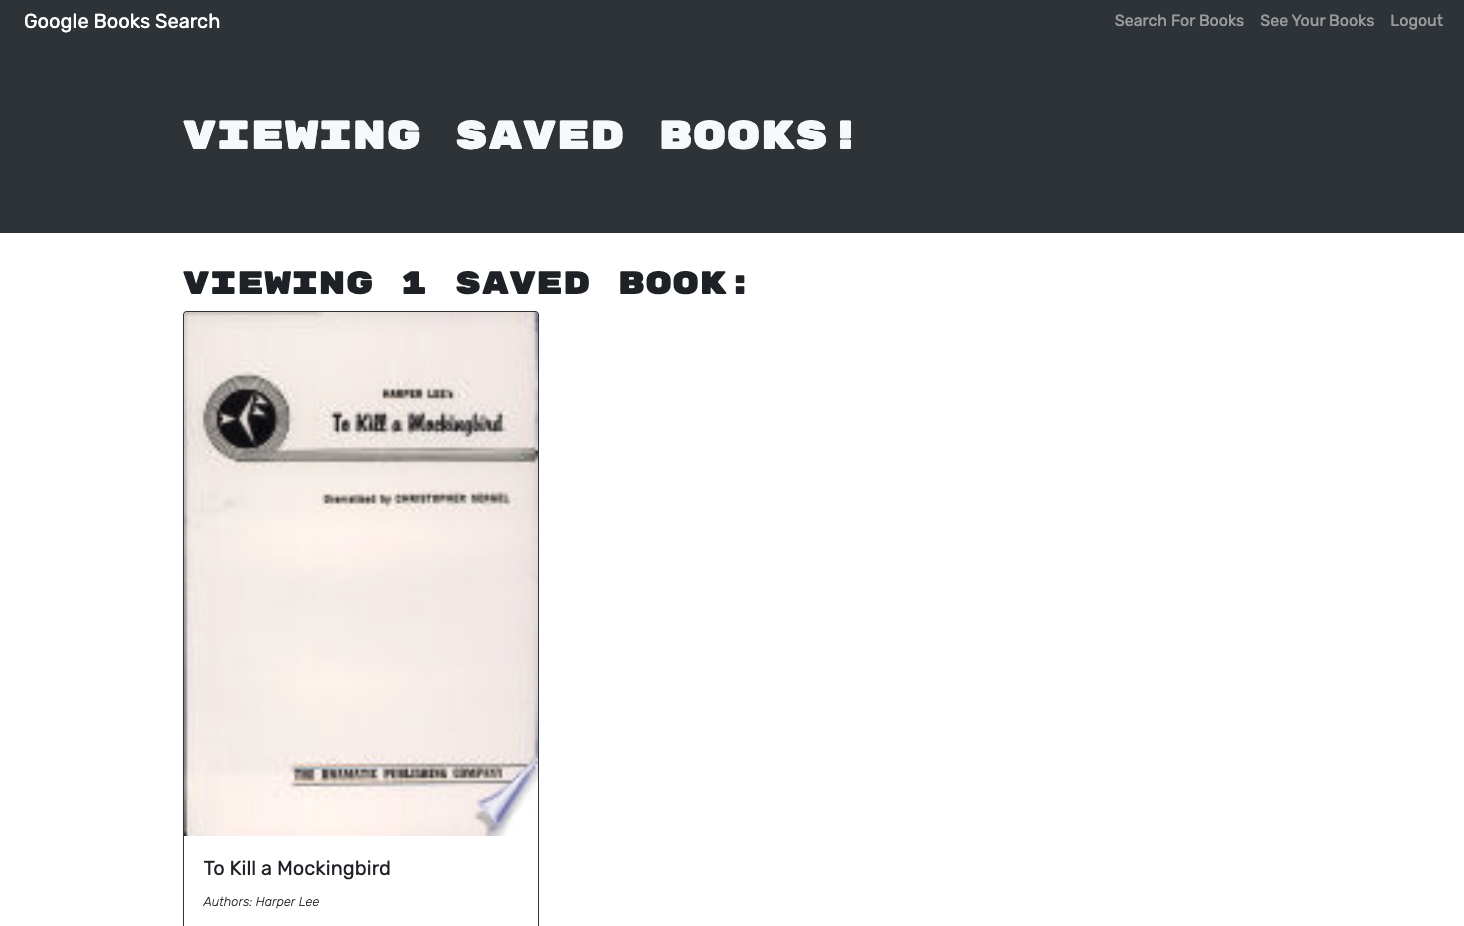 Google Books Search
Search For Books See Your Books Logout
VIEWING SAVED BOOKS!
VIEWING 1 SAVED BOOK:
HARPER LEE's
To Kill a Mockingbird
Dramatized by CHRISTOPHER SERGEL
THE DRAMATIC PUBLISHING COMPANY
To Kill a Mockingbird
Authors: Harper Lee